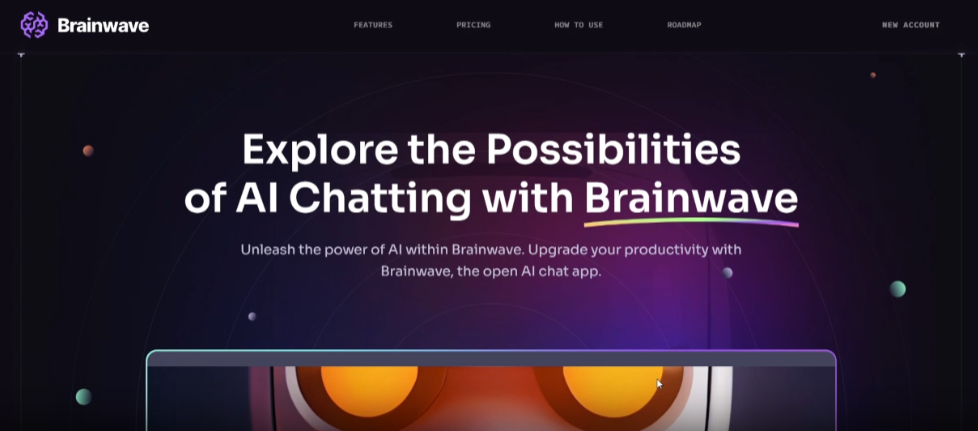 Brainwave
FEATURES
PRICING
HOW TO USE
ROADMAP
NEW ACCOUNT
Explore the Possibilities
of AI Chatting with Brainwave
Unleash the power of AI within Brainwave. Upgrade your productivity with
Brainwave, the open AI chat app.